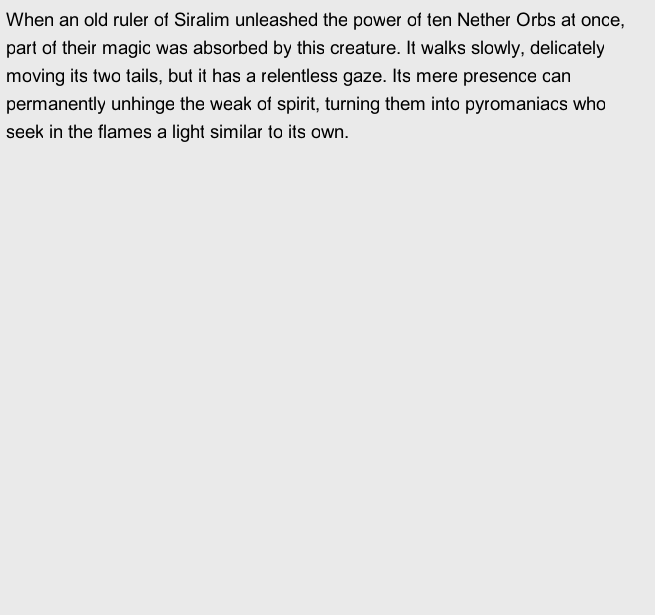 When an old ruler of Siralim unleashed the power of ten Nether Orbs at once,
part of their magic was absorbed by this creature. It walks slowly, delicately
moving its two tails, but it has a relentless gaze. Its mere presence can
permanently unhinge the weak of spirit, turning them into pyromaniacs who
seek in the flames a light similar to its own.